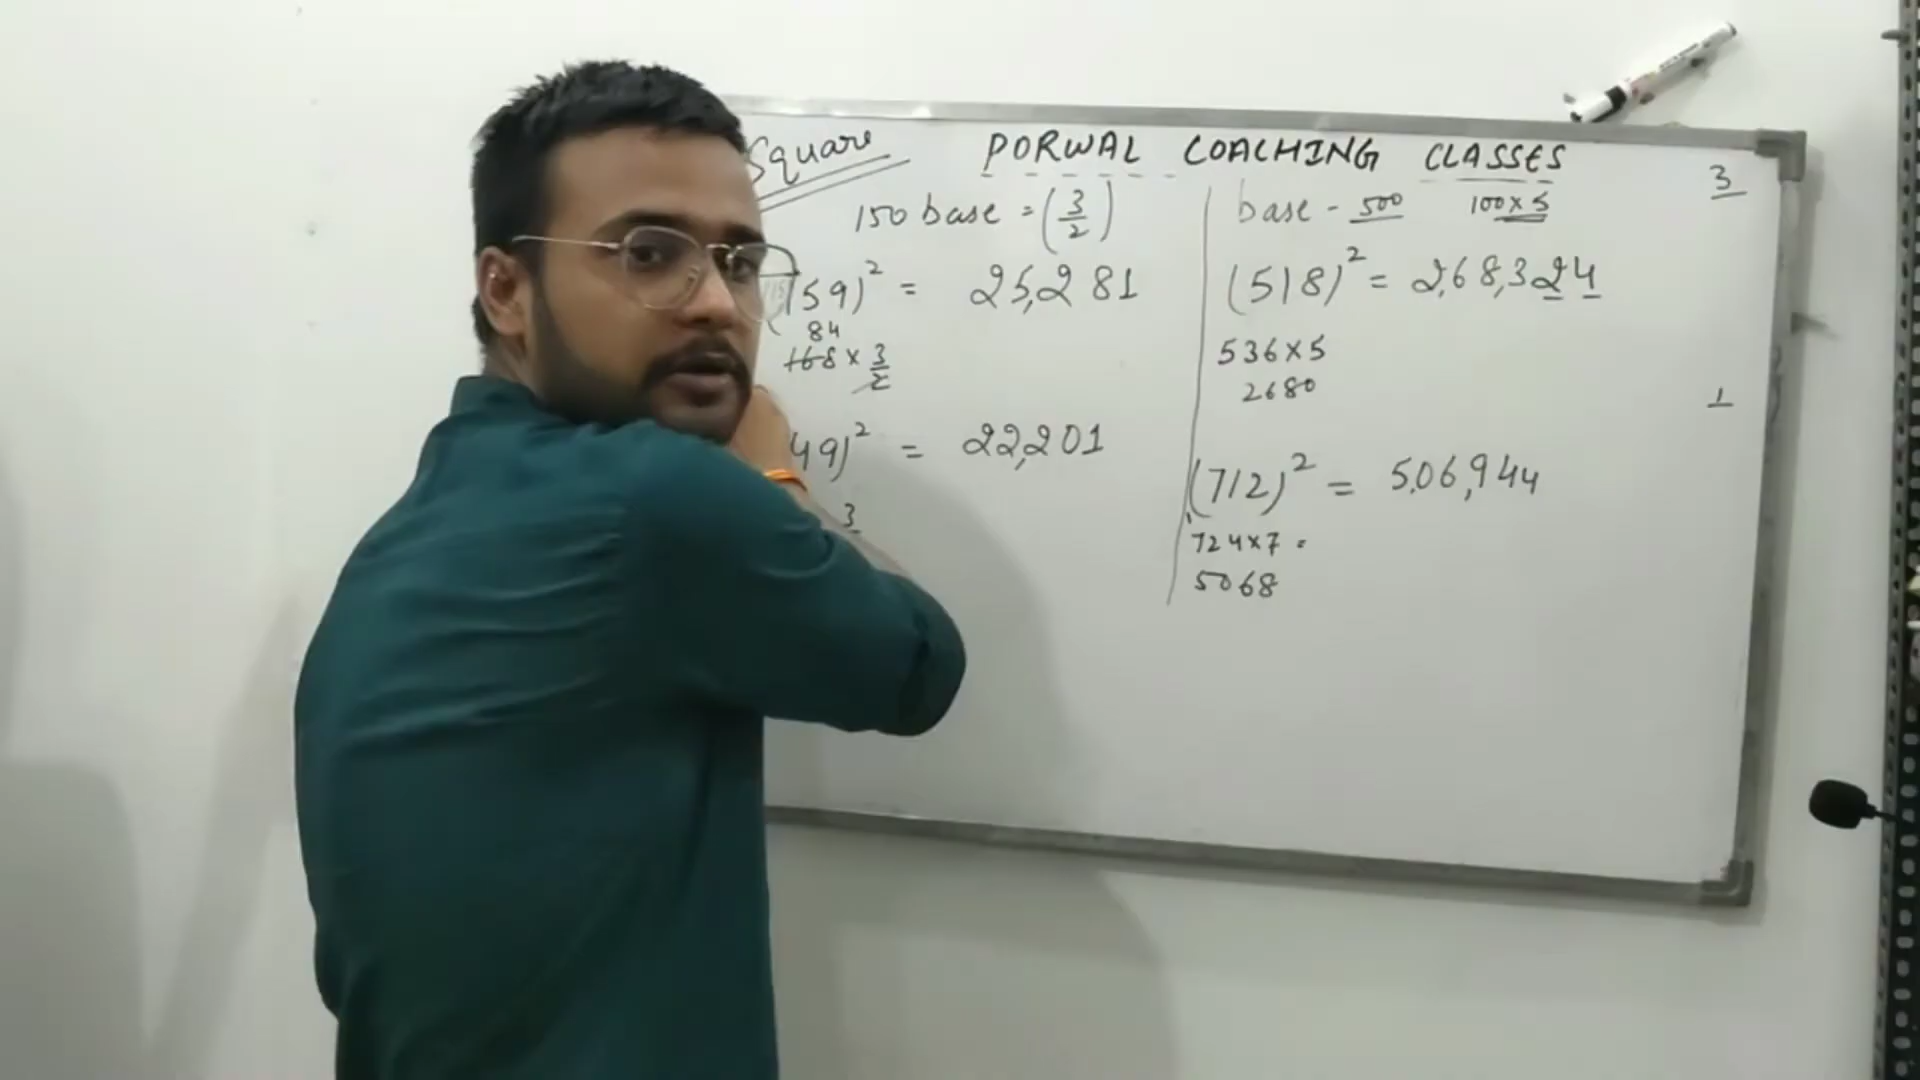 Square PORWAL COACHING CLASSES
3
150 base = (3/2)
base - 500 100 x 5
(159)² = 25,281
84
168 x 3/2
(518)² = 2,68,324
536 x 5
2680
1
49)² = 22,201
3
(712)² = 5,06,944
724 x 7 =
5068